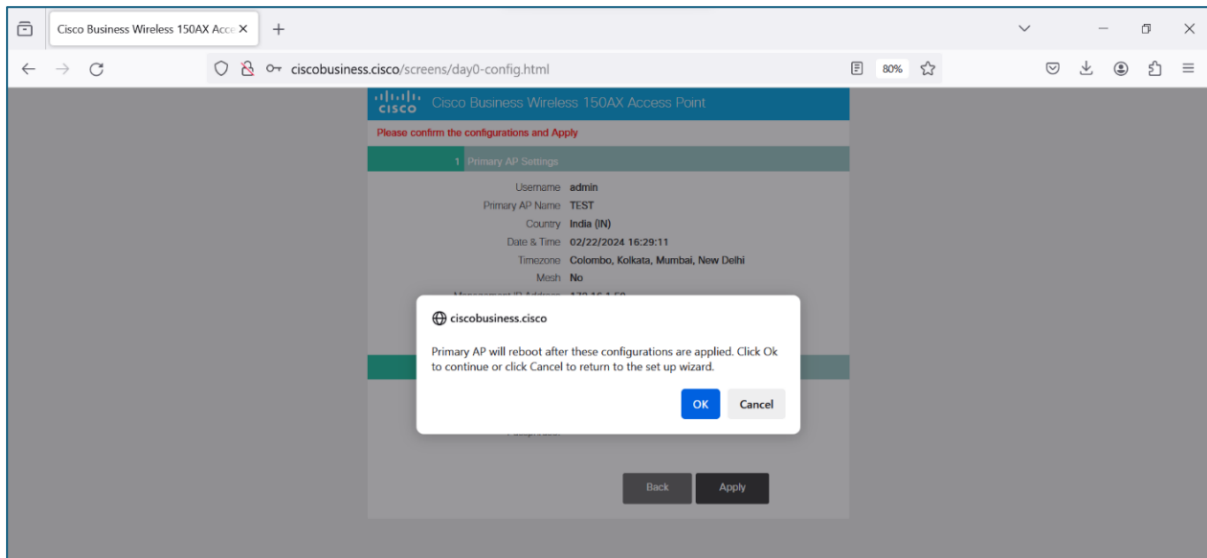 Cisco Business Wireless 150AX Acce
ciscobusiness.cisco/screens/day0-config.html
80%
CISCO
Cisco Business Wireless 150AX Access Point
Please confirm the configurations and Apply
1 Primary AP Settings
Username admin
Primary AP Name TEST
Country India (IN)
Date & Time 02/22/2024 16:29:11
Timezone Colombo, Kolkata, Mumbai, New Delhi
Mesh No
ciscobusiness.cisco
Primary AP will reboot after these configurations are applied. Click Ok
to continue or click Cancel to return to the set up wizard.
OK Cancel
Back Apply